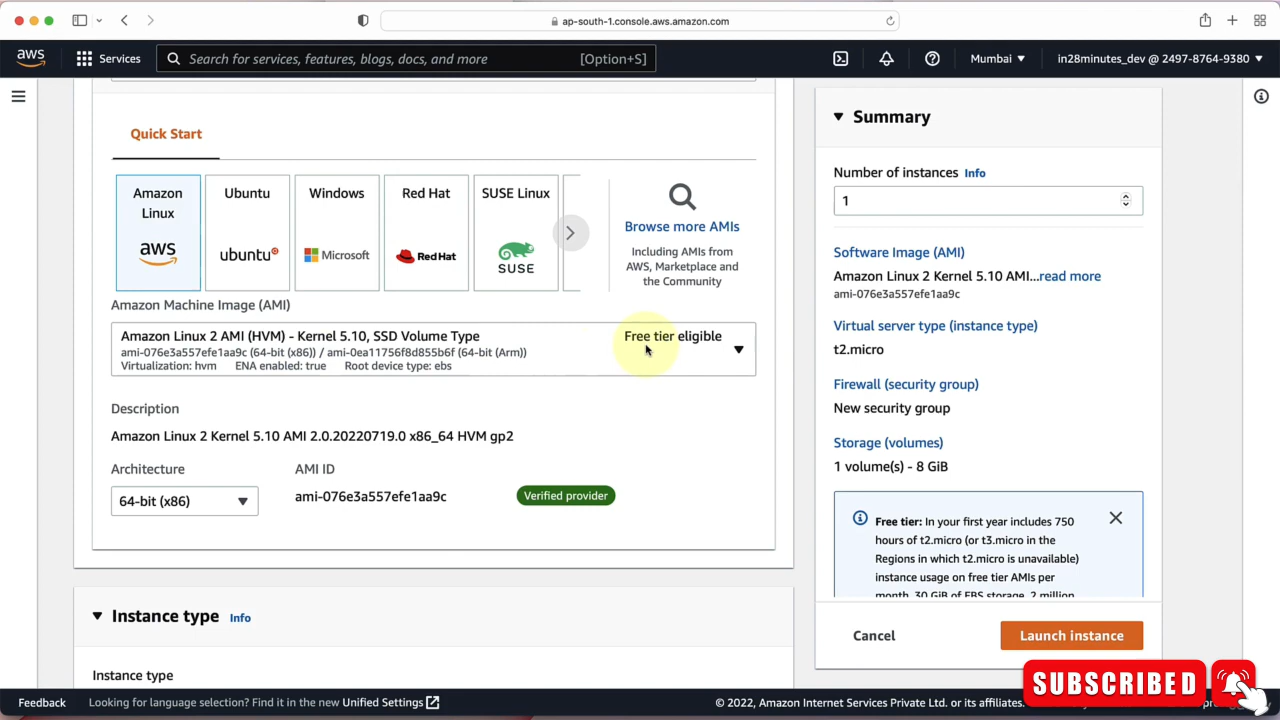 ap-south-1.console.aws.amazon.com
aws
Services
Search for services, features, blogs, docs, and more
[Option+S]
Mumbai ▼
in28minutes_dev @ 2497-8764-9380 ▼
Quick Start
Amazon
Linux
aws
Ubuntu
ubuntu
Windows
Microsoft
Red Hat
Red Hat
SUSE Linux
SUSE
Browse more AMIs
Including AMIs from
AWS, Marketplace and
the Community
Amazon Machine Image (AMI)
Amazon Linux 2 AMI (HVM) - Kernel 5.10, SSD Volume Type
Free tier eligible
ami-076e3a557efe1aa9c (64-bit (x86)) / ami-0ea11756f8d855b6f (64-bit (Arm))
Virtualization: hvm ENA enabled: true Root device type: ebs
Description
Amazon Linux 2 Kernel 5.10 AMI 2.0.20220719.0 x86_64 HVM gp2
Architecture
AMI ID
64-bit (x86)
ami-076e3a557efe1aa9c
Verified provider
Instance type Info
Instance type
Summary
Number of instances Info
1
Software Image (AMI)
Amazon Linux 2 Kernel 5.10 AMI...read more
ami-076e3a557efe1aa9c
Virtual server type (instance type)
t2.micro
Firewall (security group)
New security group
Storage (volumes)
1 volume(s) - 8 GiB
Free tier: In your first year includes 750
hours of t2.micro (or t3.micro in the
Regions in which t2.micro is unavailable)
instance usage on free tier AMIs per
month, 30 GiB of EBS storage, 2 million
Cancel
Launch instance
SUBSCRIBED
Feedback
Looking for language selection? Find it in the new Unified Settings
© 2022, Amazon Internet Services Private Ltd. or its affiliates.